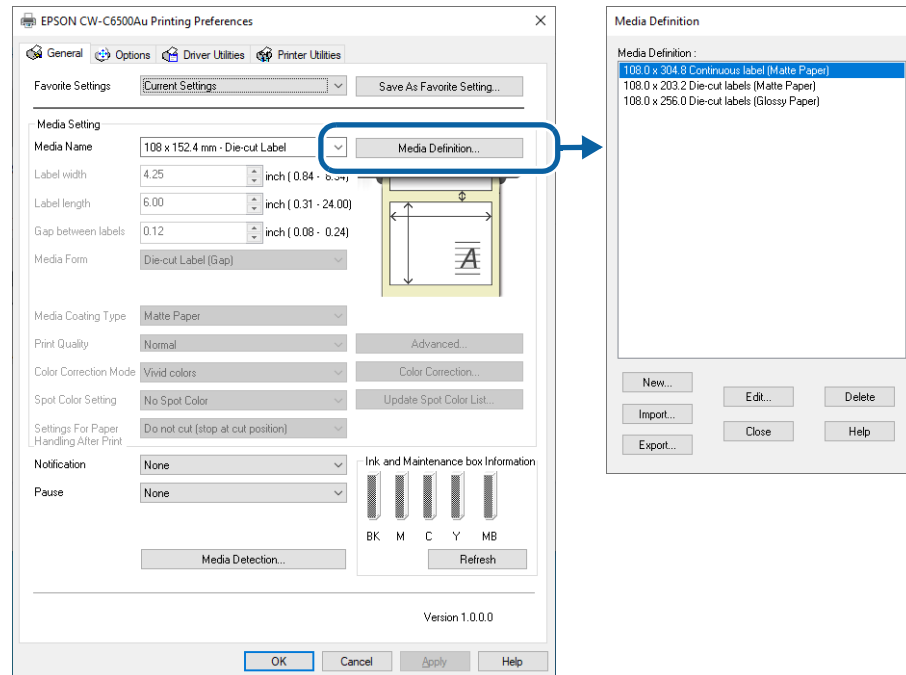 EPSON CW-C6500Au Printing Preferences
General Options Driver Utilities Printer Utilities
Favorite Settings Current Settings Save As Favorite Setting...
Media Setting
Media Name 108 x 152.4 mm - Die-cut Label Media Definition...
Label width 4.25 inch ( 0.84 - 8.34)
Label length 6.00 inch ( 0.31 - 24.00)
Gap between labels 0.12 inch ( 0.08 - 0.24)
Media Form Die-cut Label (Gap)
A
Media Coating Type Matte Paper
Print Quality Normal Advanced...
Color Correction Mode Vivid colors Color Correction...
Spot Color Setting No Spot Color Update Spot Color List...
Settings For Paper Do not cut (stop at cut position)
Handling After Print
Notification None
Pause None
Ink and Maintenance box Information
BK M C Y MB
Media Detection... Refresh
Version 1.0.0.0
OK Cancel Apply Help
Media Definition
Media Definition :
108.0 x 304.8 Continuous label (Matte Paper)
108.0 x 203.2 Die-cut labels (Matte Paper)
108.0 x 256.0 Die-cut labels (Glossy Paper)
New...
Edit... Delete
Import...
Close Help
Export...